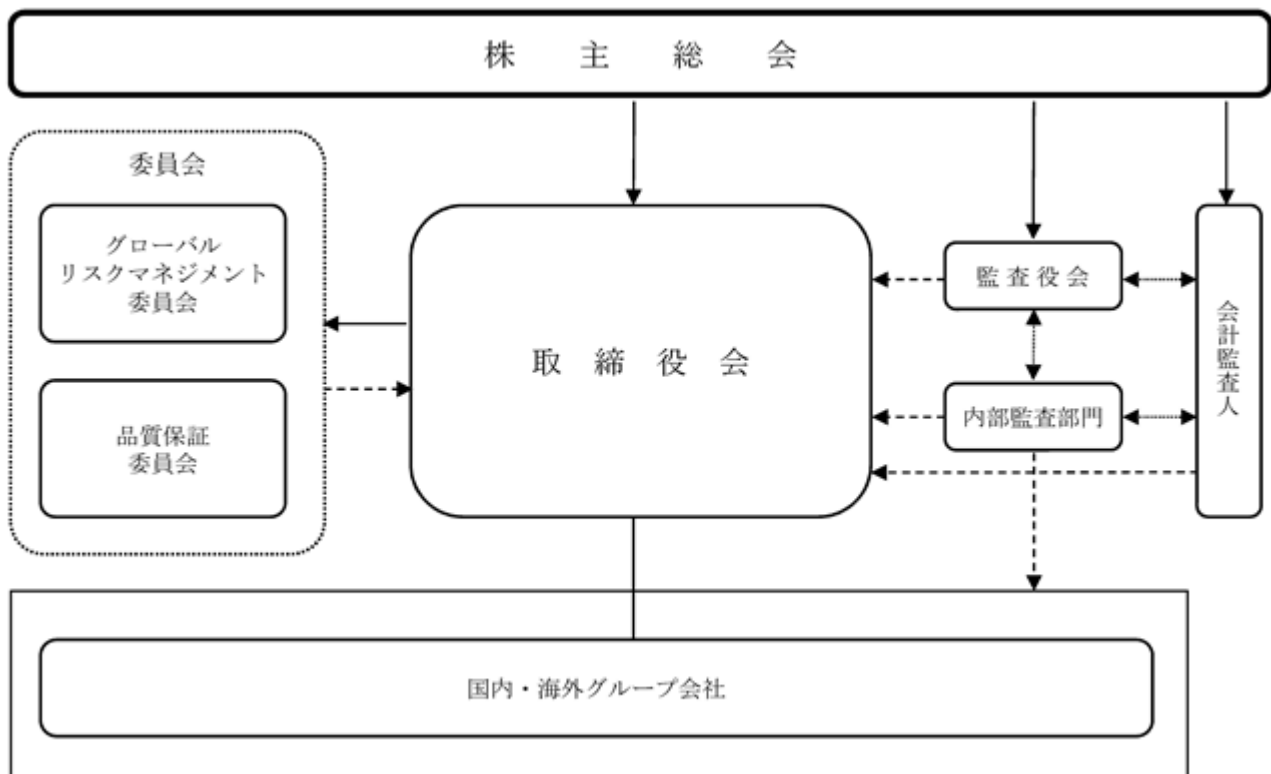 株主総会
委員会
グローバル
リスクマネジメント
委員会
品質保証
委員会
取締役会
監査役会
内部監査部門
会計監査人
国内・海外グループ会社